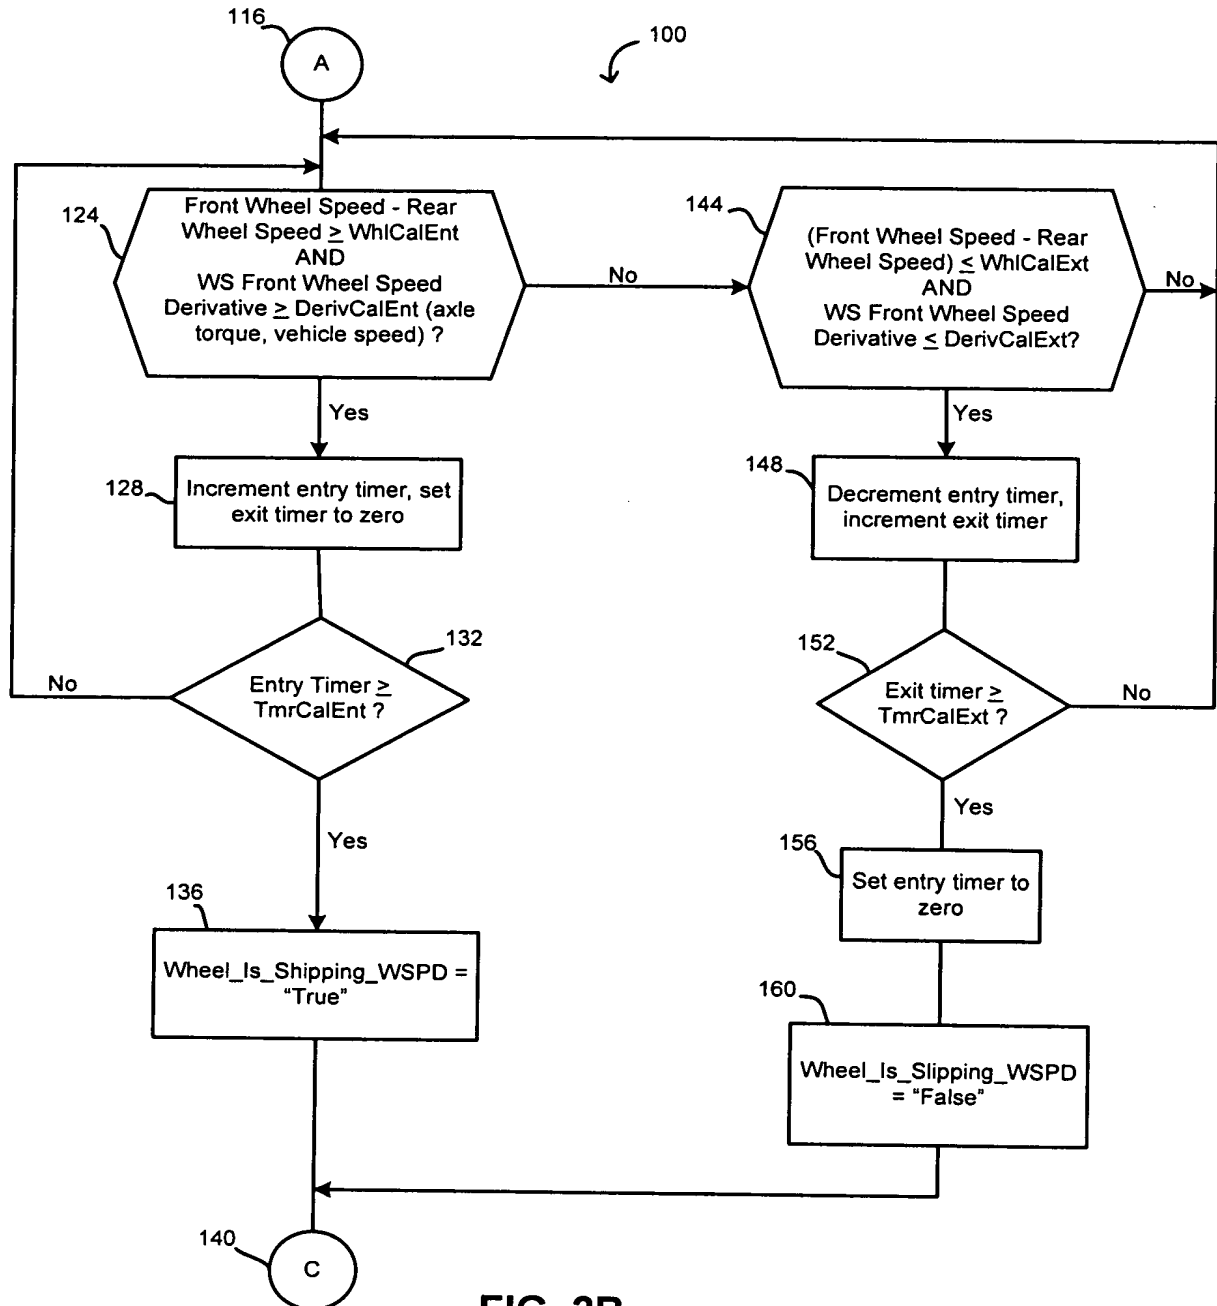 116
A
100
124
Front Wheel Speed - Rear
Wheel Speed ≥ WhlCalEnt
AND
WS Front Wheel Speed
Derivative ≥ DerivCalEnt (axle
torque, vehicle speed) ?
No
144
(Front Wheel Speed - Rear
Wheel Speed) ≤ WhlCalExt
AND
WS Front Wheel Speed
Derivative ≤ DerivCalExt?
No
Yes
Yes
128
Increment entry timer, set
exit timer to zero
148
Decrement entry timer,
increment exit timer
132
Entry Timer ≥
TmrCalEnt ?
No
152
Exit timer ≥
TmrCalExt ?
No
Yes
Yes
136
Wheel_Is_Shipping_WSPD =
“True”
156
Set entry timer to
zero
160
Wheel_Is_Slipping_WSPD
= “False”
140
C